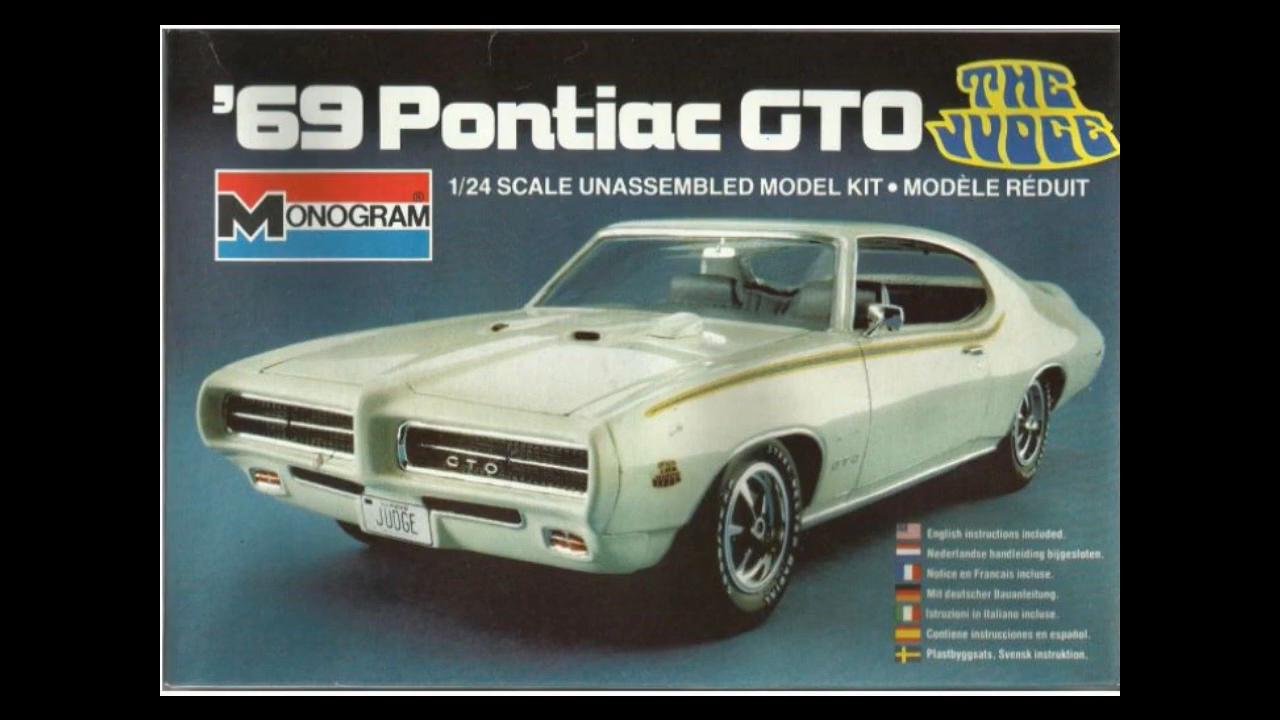 '69 Pontiac GTO
THE
JUDGE
MONOGRAM®
1/24 SCALE UNASSEMBLED MODEL KIT • MODÈLE RÉDUIT
GTO
THE
JUDGE
GTO
JUDGE
English instructions included.
Nederlandse handleiding bijgesloten.
Notice en Francais incluse.
Mit deutscher Bauanleitung.
Istruzioni in Italiano incluse.
Contiene instrucciones en español.
Plastbyggsats, Svensk instruktion.